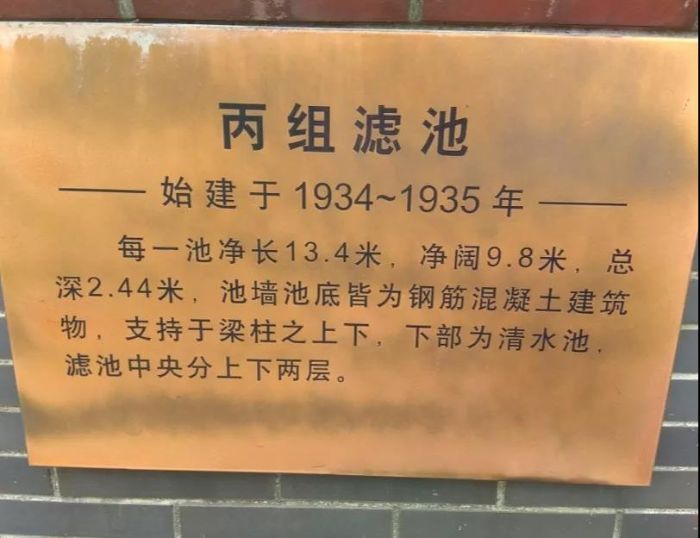 丙组滤池
始建于1934~1935年
每一池净长13.4米，净阔9.8米，总
深2.44米，池墙池底皆为钢筋混凝土建筑
物，支持于梁柱之上下，下部为清水池，
滤池中央分上下两层。